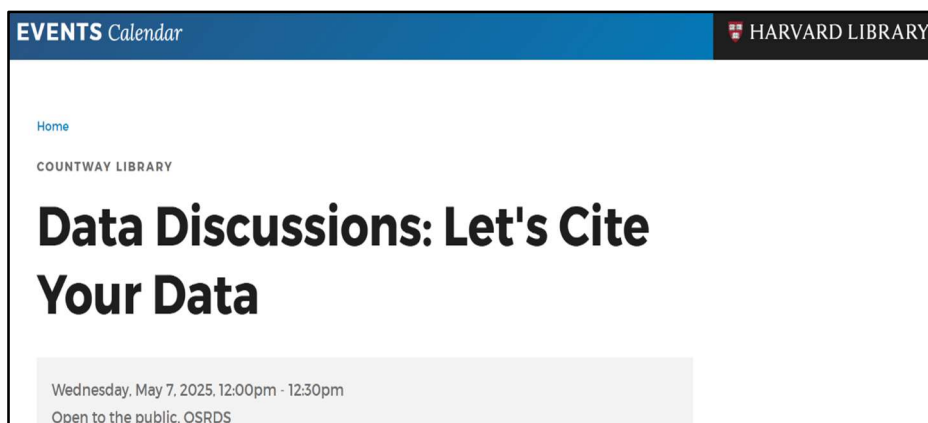 EVENTS Calendar
HARVARD LIBRARY
Home
COUNTWAY LIBRARY
Data Discussions: Let's Cite
Your Data
Wednesday, May 7, 2025, 12:00pm - 12:30pm
Open to the public, OSRDS